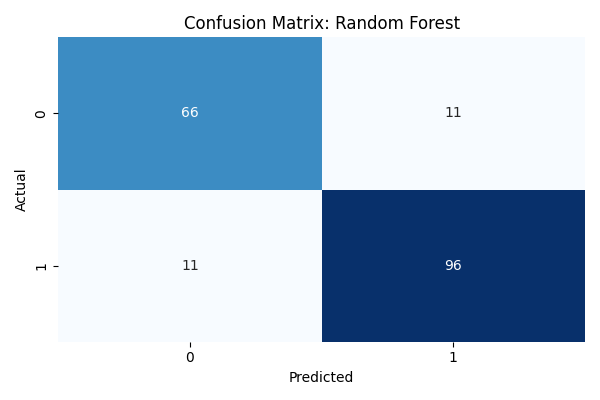 Confusion Matrix: Random Forest
Actual
0
66
11
1
11
96
0
1
Predicted